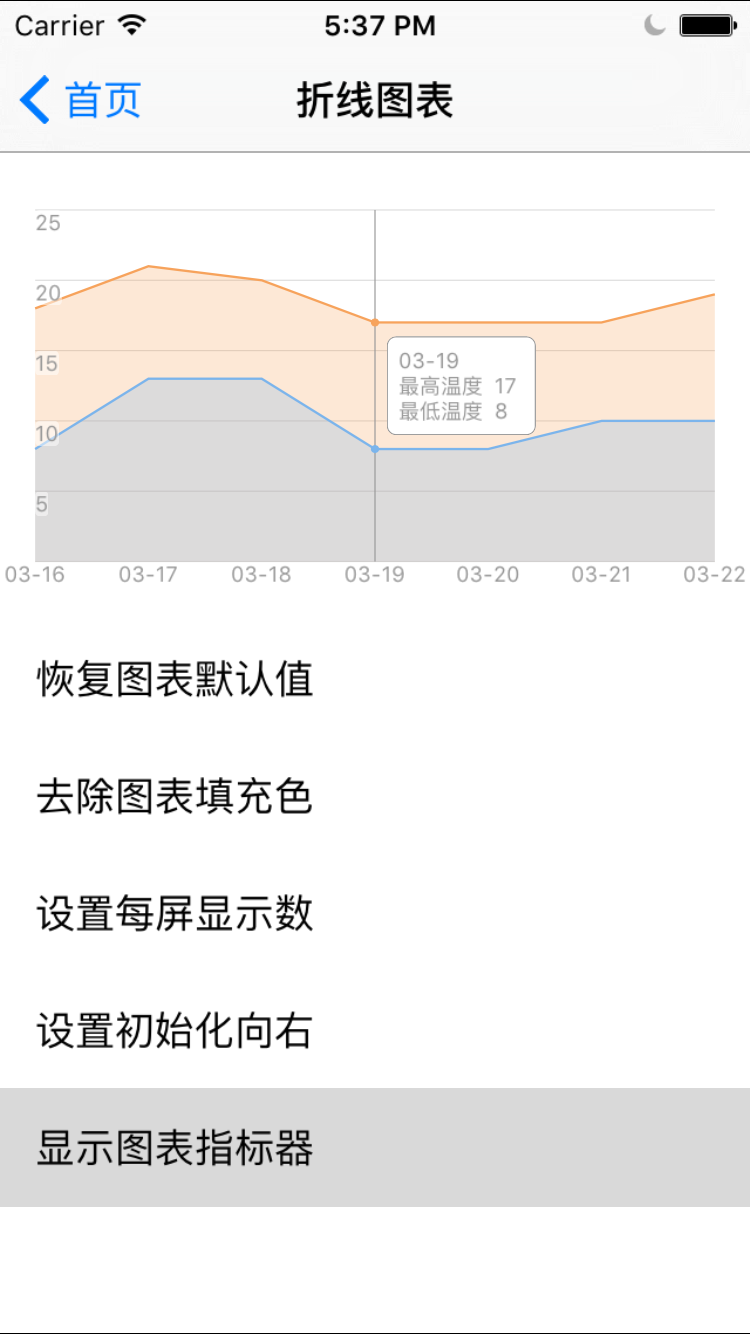 Carrier 5:37 PM
首页 折线图表
25
20
15
10
5
03-19
最高温度 17
最低温度 8
03-16 03-17 03-18 03-19 03-20 03-21 03-22
恢复图表默认值
去除图表填充色
设置每屏显示数
设置初始化向右
显示图表指标器